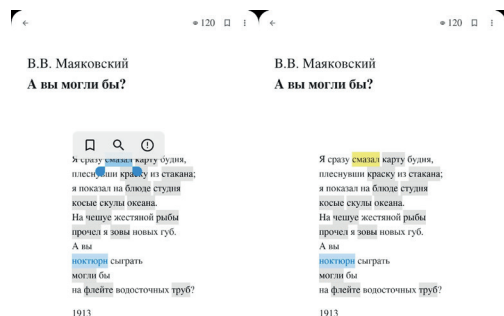 120
В.В. Маяковский
А вы могли бы?
Я сразу смазал карту будня,
плеснувши краску из стакана;
я показал на блюде студня
косые скулы океана.
На чешуе жестяной рыбы
прочел я зовы новых губ.
А вы
ноктюрн сыграть
могли бы
на флейте водосточных труб?
1913
120
В.В. Маяковский
А вы могли бы?
Я сразу смазал карту будня,
плеснувши краску из стакана;
я показал на блюде студня
косые скулы океана.
На чешуе жестяной рыбы
прочел я зовы новых губ.
А вы
ноктюрн сыграть
могли бы
на флейте водосточных труб?
1913